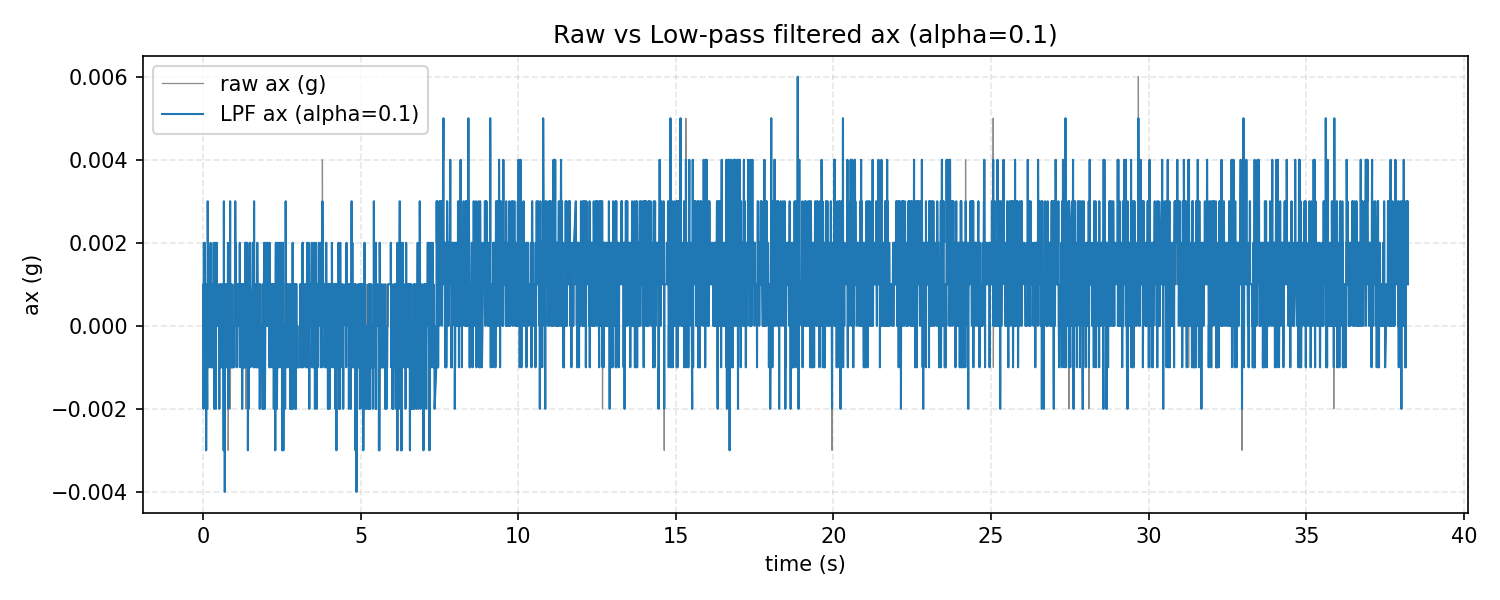 Raw vs Low-pass filtered ax (alpha=0.1)
raw ax (g)
LPF ax (alpha=0.1)
ax (g)
0.006
0.004
0.002
0.000
−0.002
−0.004
0 5 10 15 20 25 30 35 40
time (s)